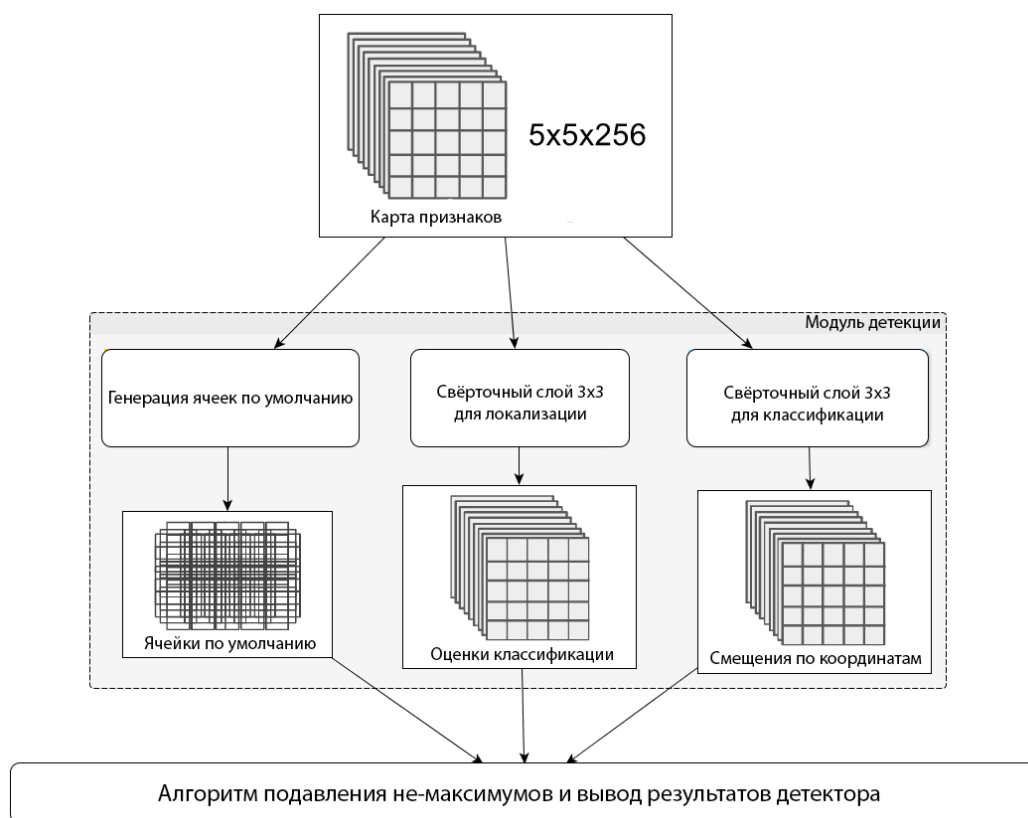 5x5x256
Карта признаков
Модуль детекции
Генерация ячеек по умолчанию
Свёрточный слой 3x3
для локализации
Свёрточный слой 3x3
для классификации
Ячейки по умолчанию
Оценки классификации
Смещения по координатам
Алгоритм подавления не-максимумов и вывод результатов детектора